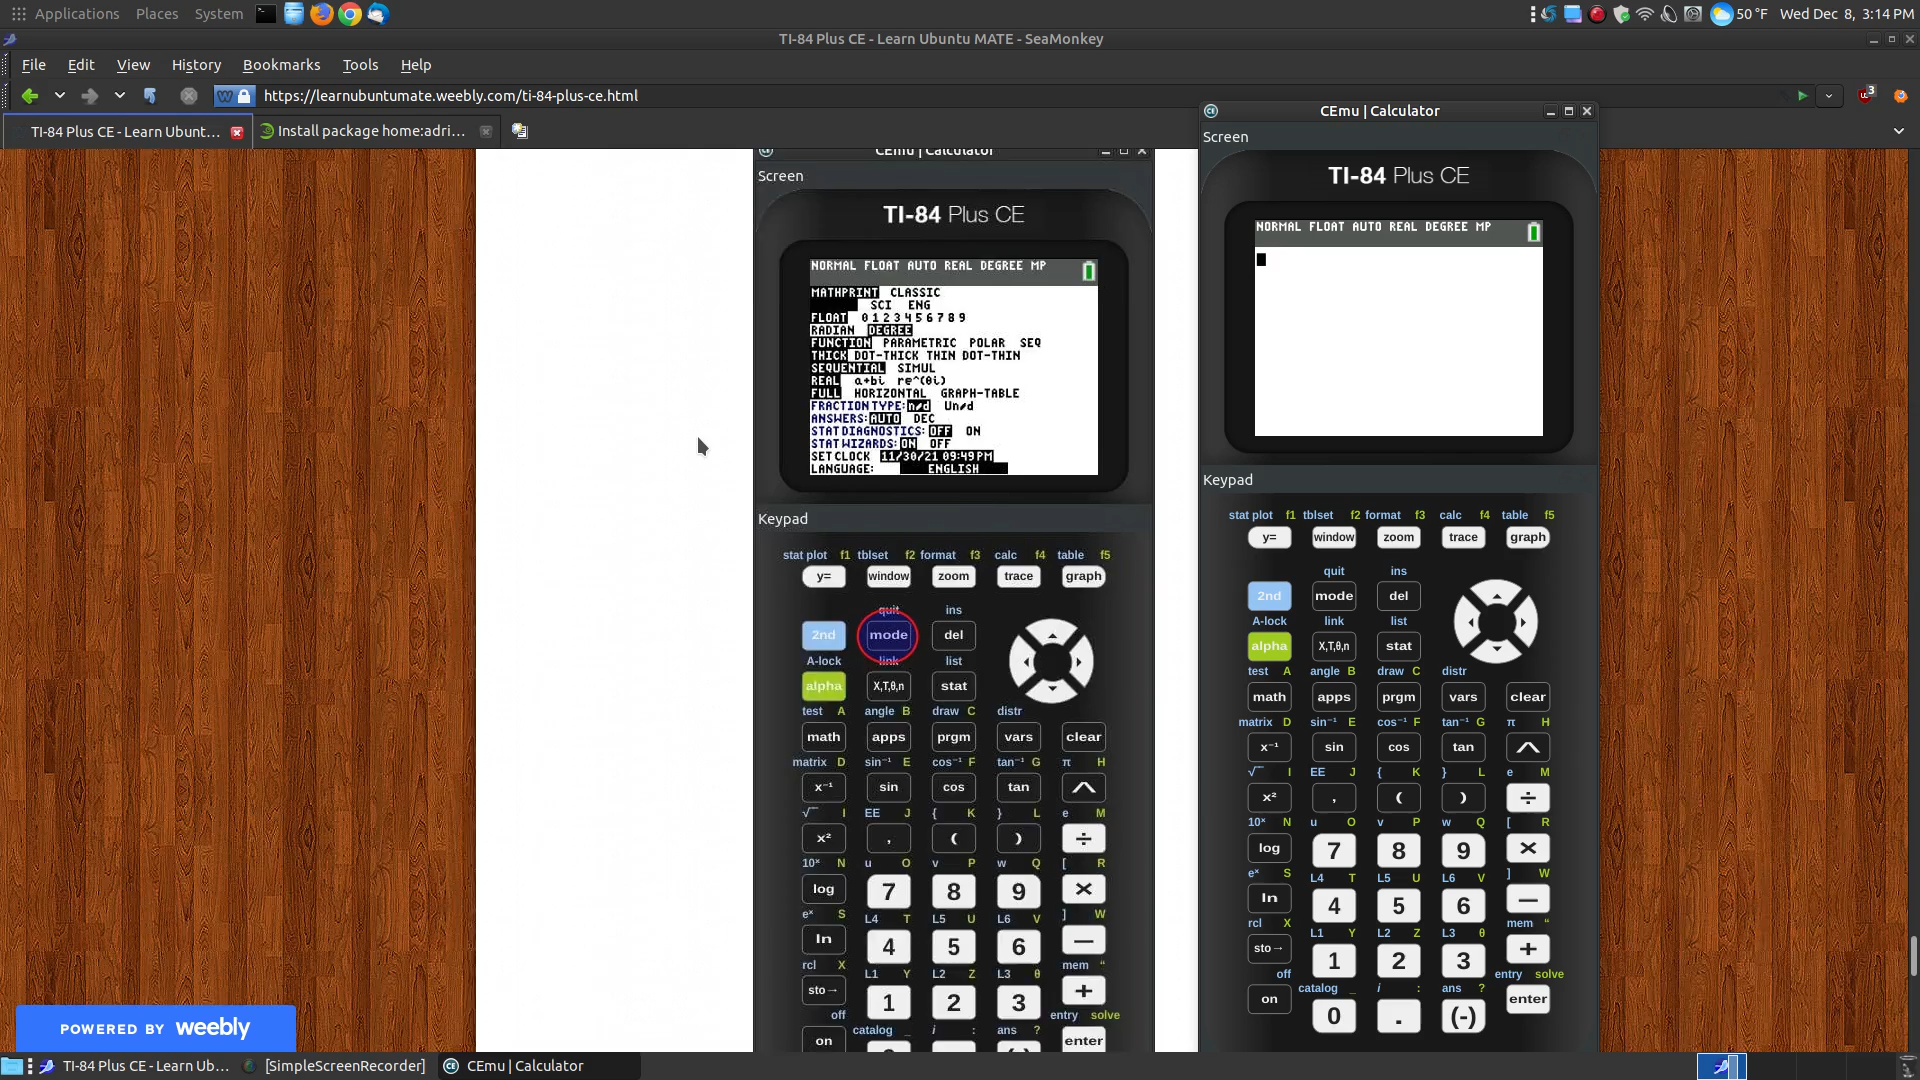 Applications Places System
50 °F Wed Dec 8, 3:14 PM
TI-84 Plus CE - Learn Ubuntu MATE - SeaMonkey
File Edit View History Bookmarks Tools Help
https://learnubuntumate.weebly.com/ti-84-plus-ce.html
3
TI-84 Plus CE - Learn Ubunt...
Install package home:adri...
CEmu | Calculator
Screen
TI-84 Plus CE
NORMAL FLOAT AUTO REAL DEGREE MP
MATHPRINT CLASSIC
SCI ENG
FLOAT 0 1 2 3 4 5 6 7 8 9
RADIAN DEGREE
FUNCTION PARAMETRIC POLAR SEQ
THICK DOT-THICK THIN DOT-THIN
SEQUENTIAL SIMUL
REAL a+bi re^(θi)
FULL HORIZONTAL GRAPH-TABLE
FRACTION TYPE: n/d Un/d
ANSWERS: AUTO DEC
STAT DIAGNOSTICS: OFF ON
STAT WIZARDS: ON OFF
SET CLOCK 11/30/21 09:49 PM
LANGUAGE: ENGLISH
Keypad
stat plot f1 tblset f2 format f3 calc f4 table f5
y= window zoom trace graph
quit ins
2nd mode del
A-lock link list
alpha X,T,θ,n stat
test A angle B draw C distr
math apps prgm vars clear
matrix D sin⁻¹ E cos⁻¹ F tan⁻¹ G π H
x⁻¹ sin cos tan ^
√ I EE J { K } L e M
x² , ( ) ÷
10ˣ N u O v P w Q [ R
log 7 8 9 ×
eˣ S L4 T L5 U L6 V ] W
ln 4 5 6 —
rcl X L1 Y L2 Z L3 θ mem “
sto→ 1 2 3 +
off catalog _ i : ans ? entry solve
on enter
CEmu | Calculator
Screen
TI-84 Plus CE
NORMAL FLOAT AUTO REAL DEGREE MP
Keypad
stat plot f1 tblset f2 format f3 calc f4 table f5
y= window zoom trace graph
quit ins
2nd mode del
A-lock link list
alpha X,T,θ,n stat
test A angle B draw C distr
math apps prgm vars clear
matrix D sin⁻¹ E cos⁻¹ F tan⁻¹ G π H
x⁻¹ sin cos tan ^
√ I EE J { K } L e M
x² , ( ) ÷
10ˣ N u O v P w Q [ R
log 7 8 9 ×
eˣ S L4 T L5 U L6 V ] W
ln 4 5 6 —
rcl X L1 Y L2 Z L3 θ mem “
sto→ 1 2 3 +
off catalog _ i : ans ? entry solve
on 0 . (-) enter
POWERED BY weebly
TI-84 Plus CE - Learn Ub...
[SimpleScreenRecorder]
CEmu | Calculator